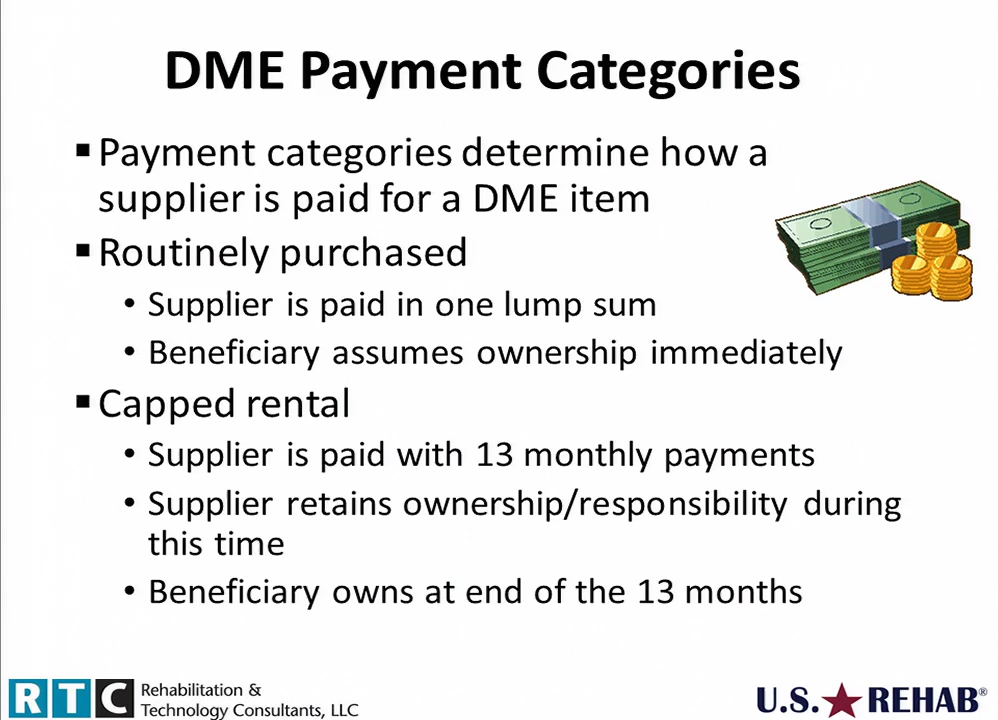 DME Payment Categories
▪ Payment categories determine how a
supplier is paid for a DME item
▪ Routinely purchased
• Supplier is paid in one lump sum
• Beneficiary assumes ownership immediately
▪ Capped rental
• Supplier is paid with 13 monthly payments
• Supplier retains ownership/responsibility during
this time
• Beneficiary owns at end of the 13 months
RTC Rehabilitation &
Technology Consultants, LLC
U.S. REHAB®